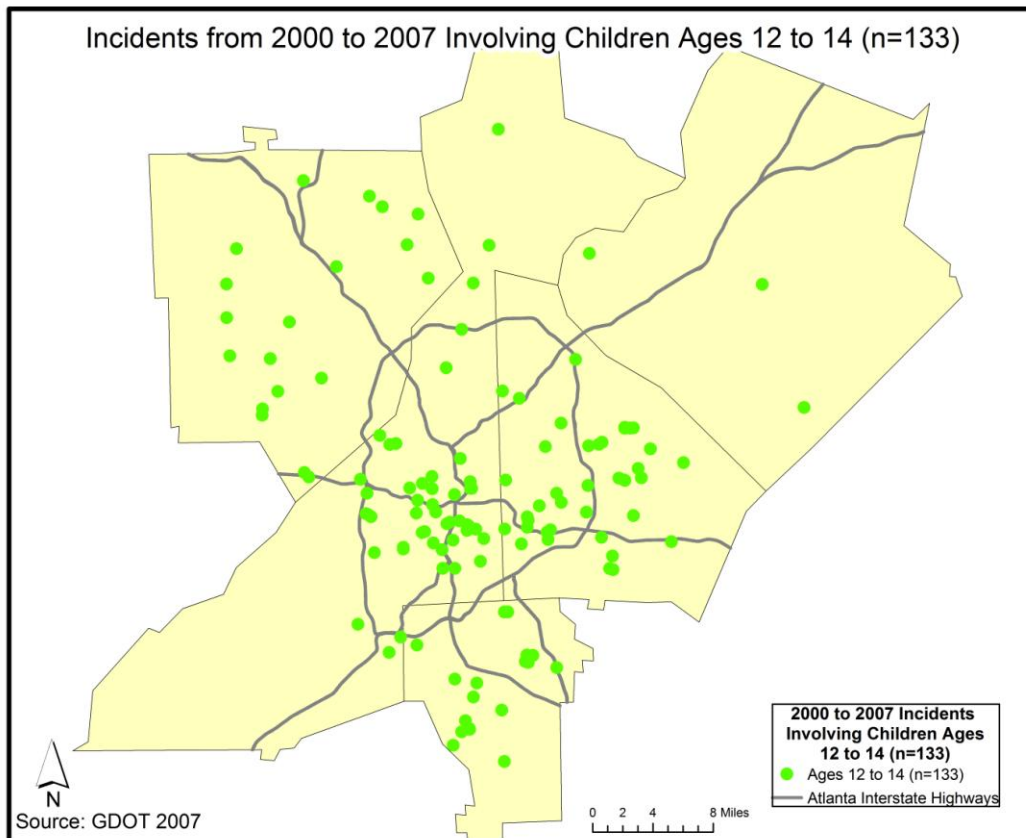 Incidents from 2000 to 2007 Involving Children Ages 12 to 14 (n=133)
2000 to 2007 Incidents
Involving Children Ages
12 to 14 (n=133)
Ages 12 to 14 (n=133)
Atlanta Interstate Highways
N
Source: GDOT 2007
0 2 4 8 Miles